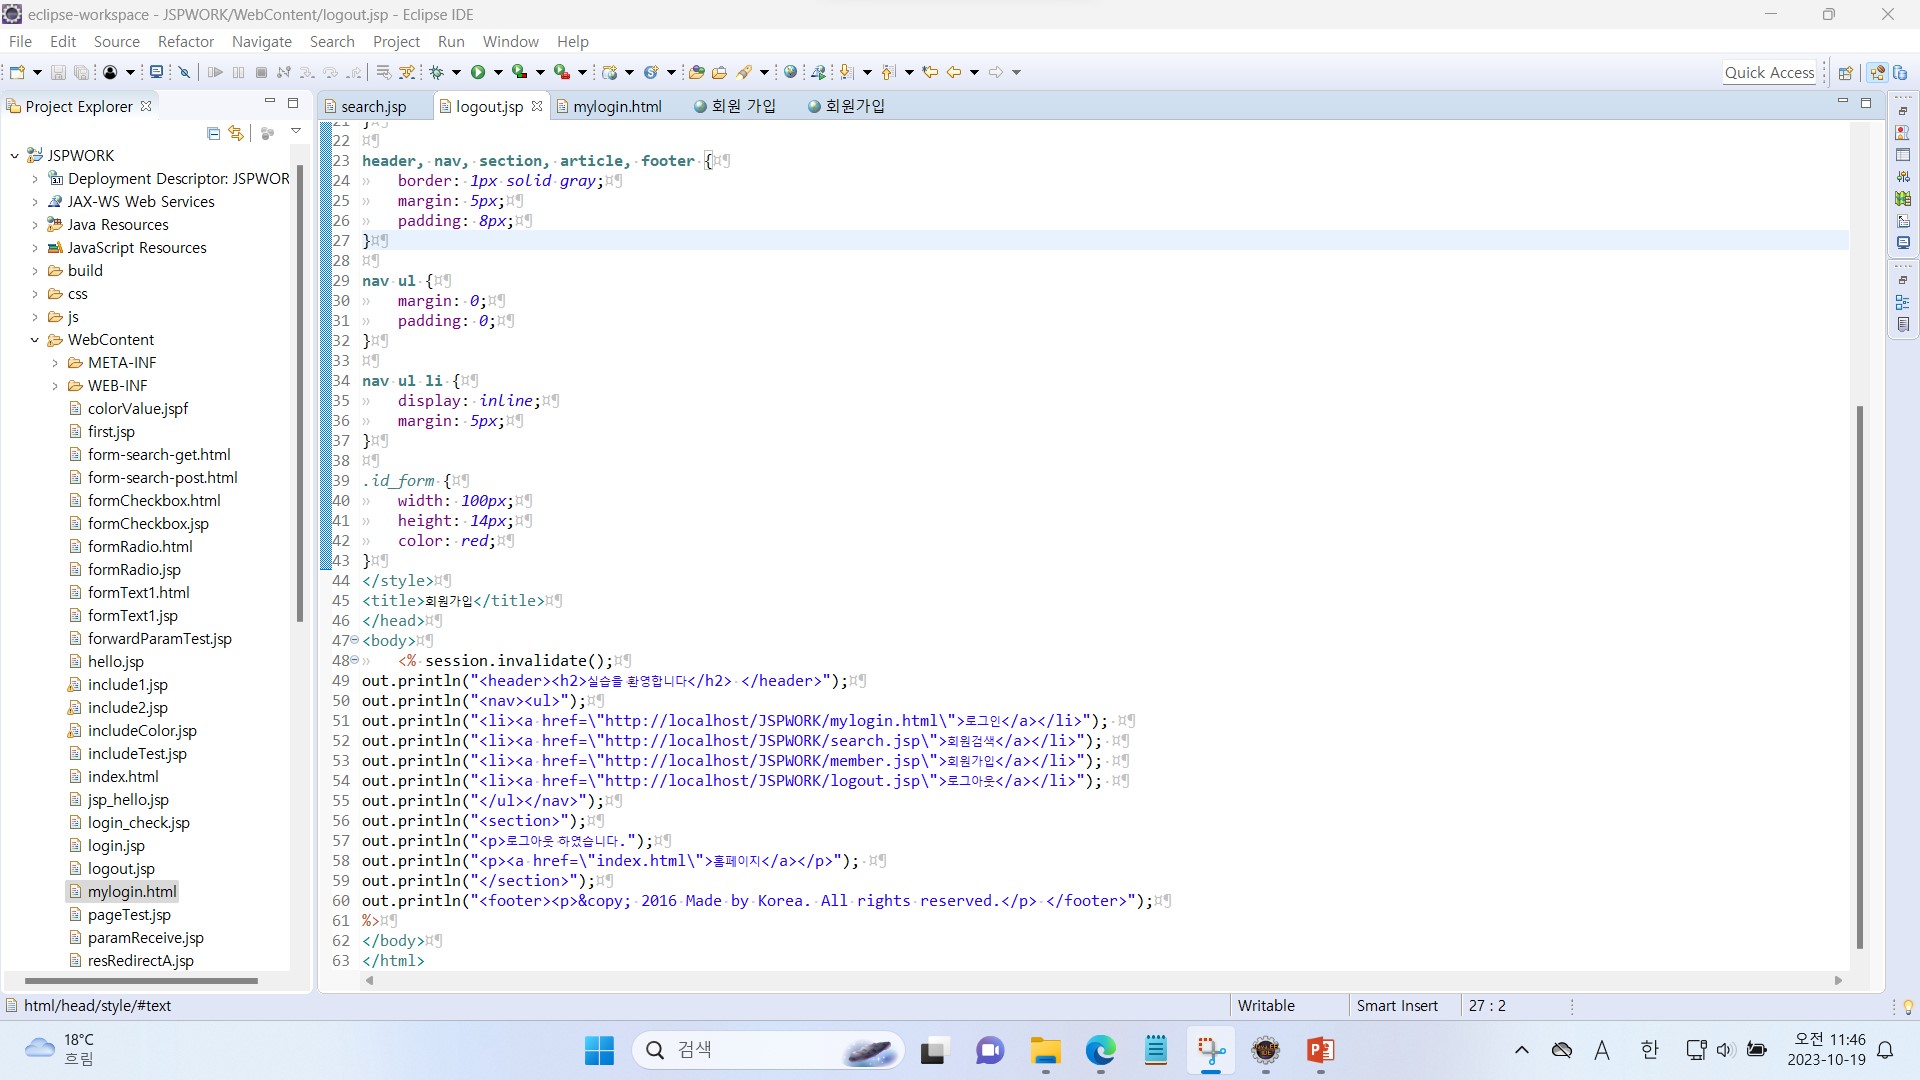 eclipse-workspace - JSPWORK/WebContent/logout.jsp - Eclipse IDE
File Edit Source Refactor Navigate Search Project Run Window Help
Quick Access
Project Explorer
search.jsp
logout.jsp
mylogin.html
회원 가입
회원가입
JSPWORK
Deployment Descriptor: JSPWOR
JAX-WS Web Services
Java Resources
JavaScript Resources
build
css
js
WebContent
META-INF
WEB-INF
colorValue.jspf
first.jsp
form-search-get.html
form-search-post.html
formCheckbox.html
formCheckbox.jsp
formRadio.html
formRadio.jsp
formText1.html
formText1.jsp
forwardParamTest.jsp
hello.jsp
include1.jsp
include2.jsp
includeColor.jsp
includeTest.jsp
index.html
jsp_hello.jsp
login_check.jsp
login.jsp
logout.jsp
mylogin.html
pageTest.jsp
paramReceive.jsp
resRedirectA.jsp
21 }
22
23 header, nav, section, article, footer {
24 border: 1px solid gray;
25 margin: 5px;
26 padding: 8px;
27 }
28
29 nav ul {
30 margin: 0;
31 padding: 0;
32 }
33
34 nav ul li {
35 display: inline;
36 margin: 5px;
37 }
38
39 .id_form {
40 width: 100px;
41 height: 14px;
42 color: red;
43 }
44 </style>
45 <title>회원가입</title>
46 </head>
47 <body>
48 <% session.invalidate();
49 out.println("<header><h2>실습을 환영합니다</h2> </header>");
50 out.println("<nav><ul>");
51 out.println("<li><a href=\"http://localhost/JSPWORK/mylogin.html\">로그인</a></li>");
52 out.println("<li><a href=\"http://localhost/JSPWORK/search.jsp\">회원검색</a></li>");
53 out.println("<li><a href=\"http://localhost/JSPWORK/member.jsp\">회원가입</a></li>");
54 out.println("<li><a href=\"http://localhost/JSPWORK/logout.jsp\">로그아웃</a></li>");
55 out.println("</ul></nav>");
56 out.println("<section>");
57 out.println("<p>로그아웃 하였습니다.");
58 out.println("<p><a href=\"index.html\">홈페이지</a></p>");
59 out.println("</section>");
60 out.println("<footer><p>&copy; 2016 Made by Korea. All rights reserved.</p> </footer>");
61 %>
62 </body>
63 </html>
html/head/style/#text
Writable
Smart Insert
27 : 2
18°C
흐림
검색
A
한
오전 11:46
2023-10-19